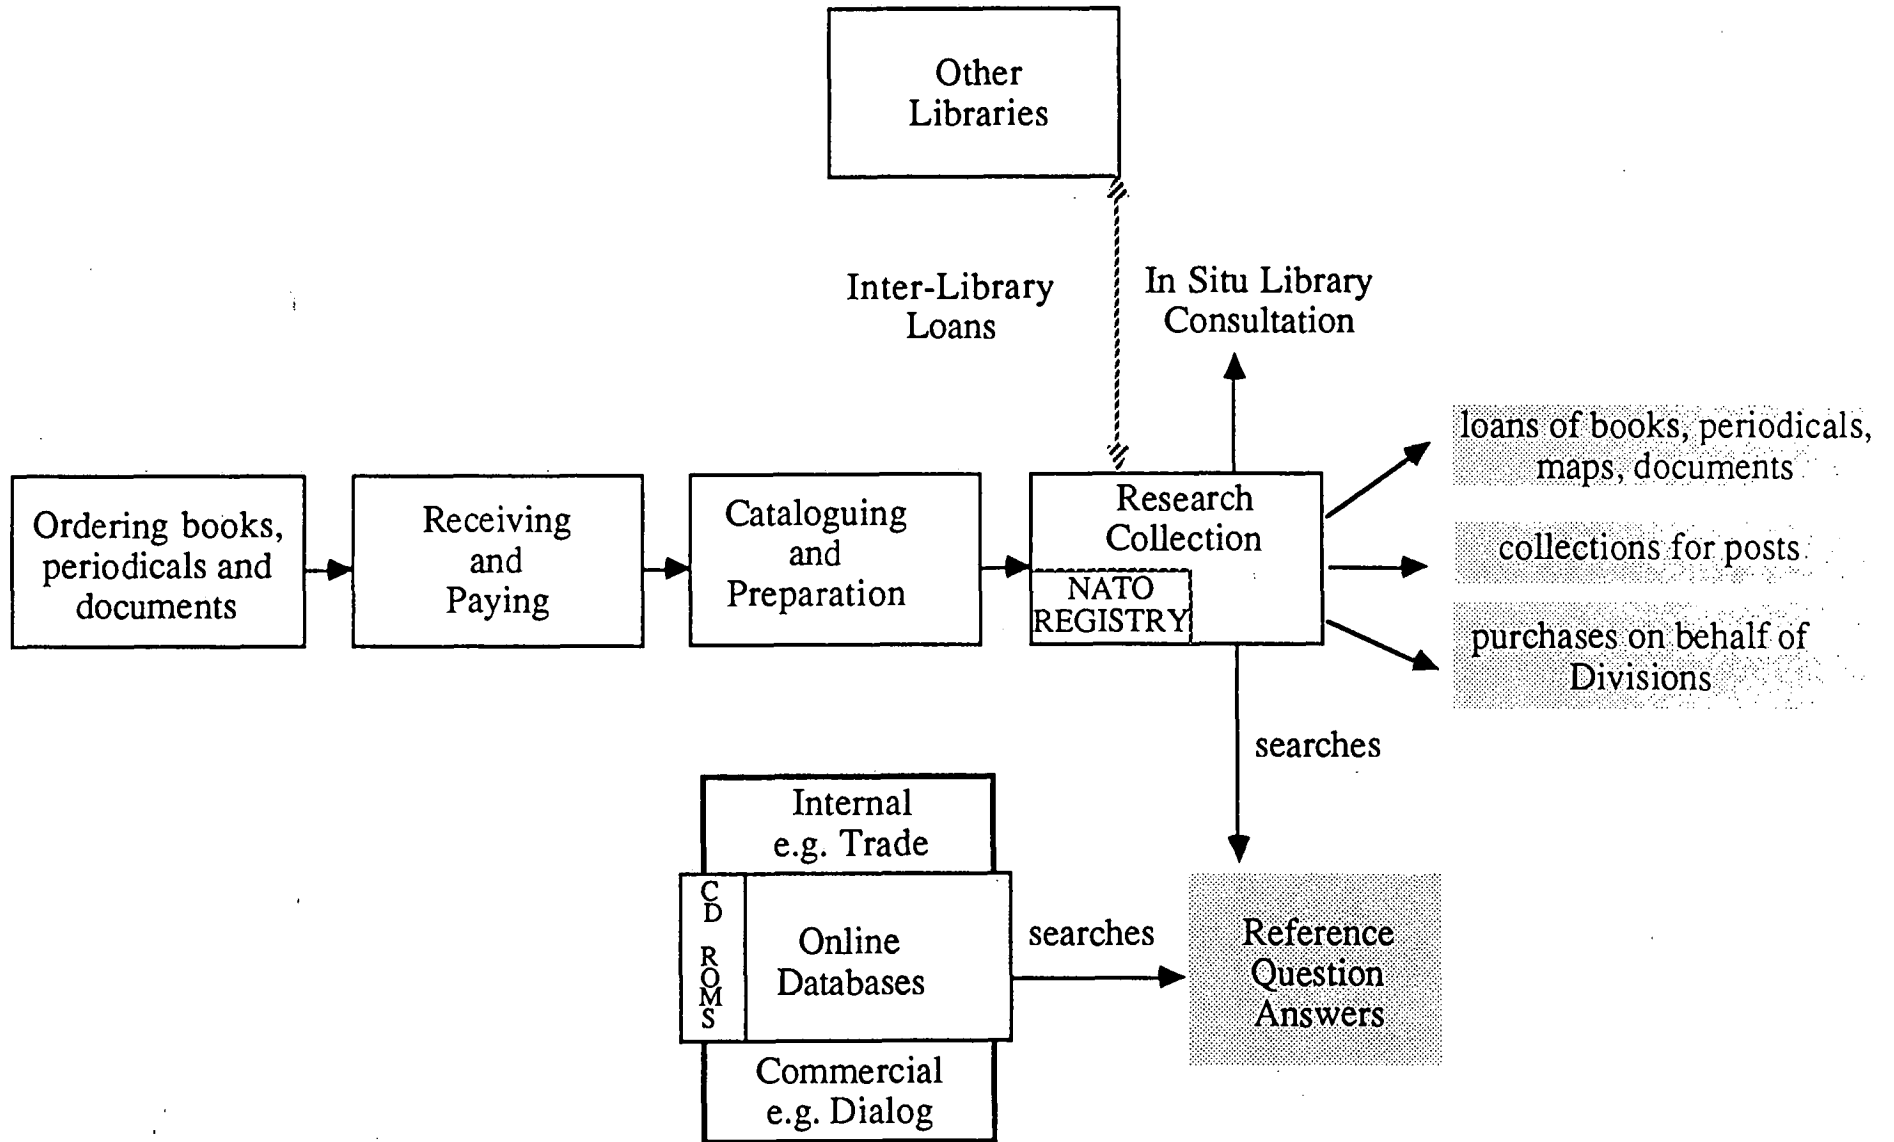 Other
Libraries
Inter-Library
Loans
In Situ Library
Consultation
loans of books, periodicals,
maps, documents
Ordering books,
periodicals and
documents
Receiving
and
Paying
Cataloguing
and
Preparation
Research
Collection
NATO
REGISTRY
collections for posts
purchases on behalf of
Divisions
searches
Internal
e.g. Trade
CD ROMS
Online
Databases
searches
Reference
Question
Answers
Commercial
e.g. Dialog